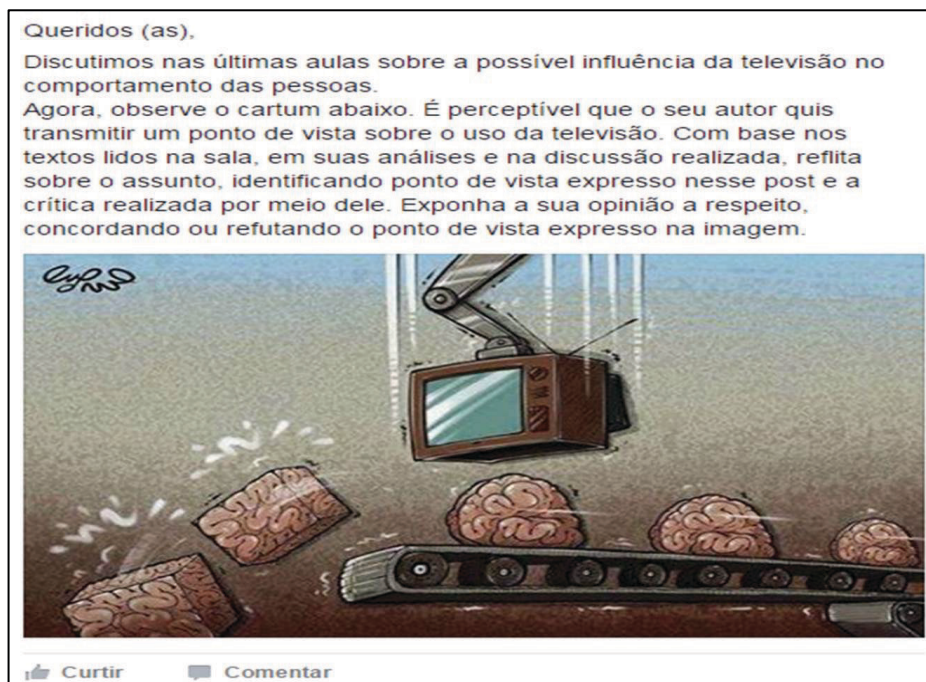 Queridos (as),
Discutimos nas últimas aulas sobre a possível influência da televisão no
comportamento das pessoas.
Agora, observe o cartum abaixo. É perceptível que o seu autor quis
transmitir um ponto de vista sobre o uso da televisão. Com base nos
textos lidos na sala, em suas análises e na discussão realizada, reflita
sobre o assunto, identificando ponto de vista expresso nesse post e a
crítica realizada por meio dele. Exponha a sua opinião a respeito,
concordando ou refutando o ponto de vista expresso na imagem.
Curtir Comentar